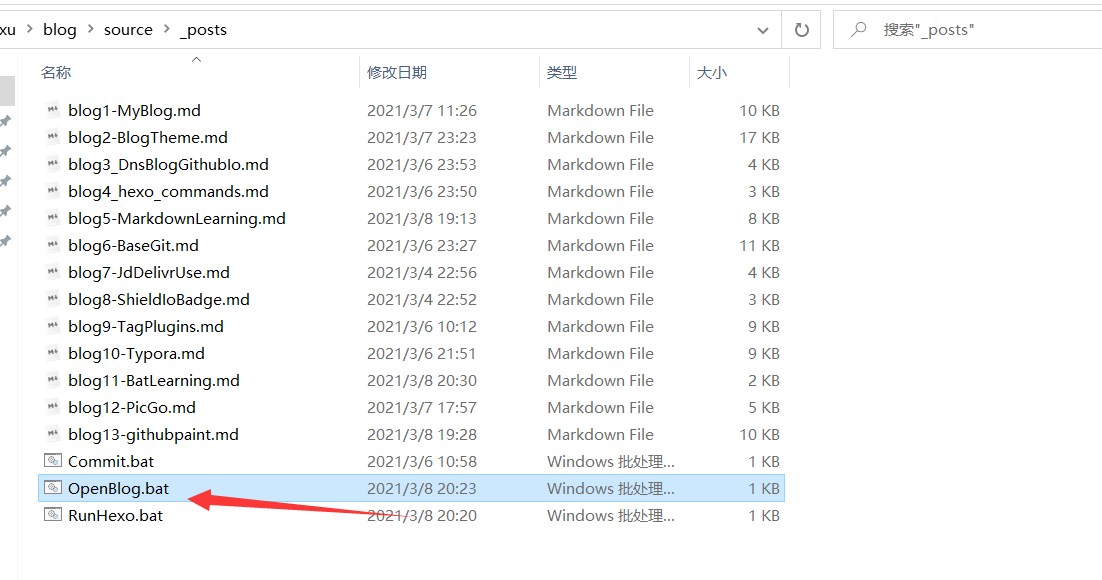 xu > blog > source > _posts 搜索"_posts"
名称 修改日期 类型 大小
blog1-MyBlog.md 2021/3/7 11:26 Markdown File 10 KB
blog2-BlogTheme.md 2021/3/7 23:23 Markdown File 17 KB
blog3_DnsBlogGithubIo.md 2021/3/6 23:53 Markdown File 4 KB
blog4_hexo_commands.md 2021/3/6 23:50 Markdown File 3 KB
blog5-MarkdownLearning.md 2021/3/8 19:13 Markdown File 8 KB
blog6-BaseGit.md 2021/3/6 23:27 Markdown File 11 KB
blog7-JdDelivrUse.md 2021/3/4 22:56 Markdown File 4 KB
blog8-ShieldIoBadge.md 2021/3/4 22:52 Markdown File 3 KB
blog9-TagPlugins.md 2021/3/6 10:12 Markdown File 9 KB
blog10-Typora.md 2021/3/6 21:51 Markdown File 9 KB
blog11-BatLearning.md 2021/3/8 20:30 Markdown File 2 KB
blog12-PicGo.md 2021/3/7 17:57 Markdown File 5 KB
blog13-githubpaint.md 2021/3/8 19:28 Markdown File 10 KB
Commit.bat 2021/3/6 10:58 Windows 批处理... 1 KB
OpenBlog.bat 2021/3/8 20:23 Windows 批处理... 1 KB
RunHexo.bat 2021/3/8 20:20 Windows 批处理... 1 KB